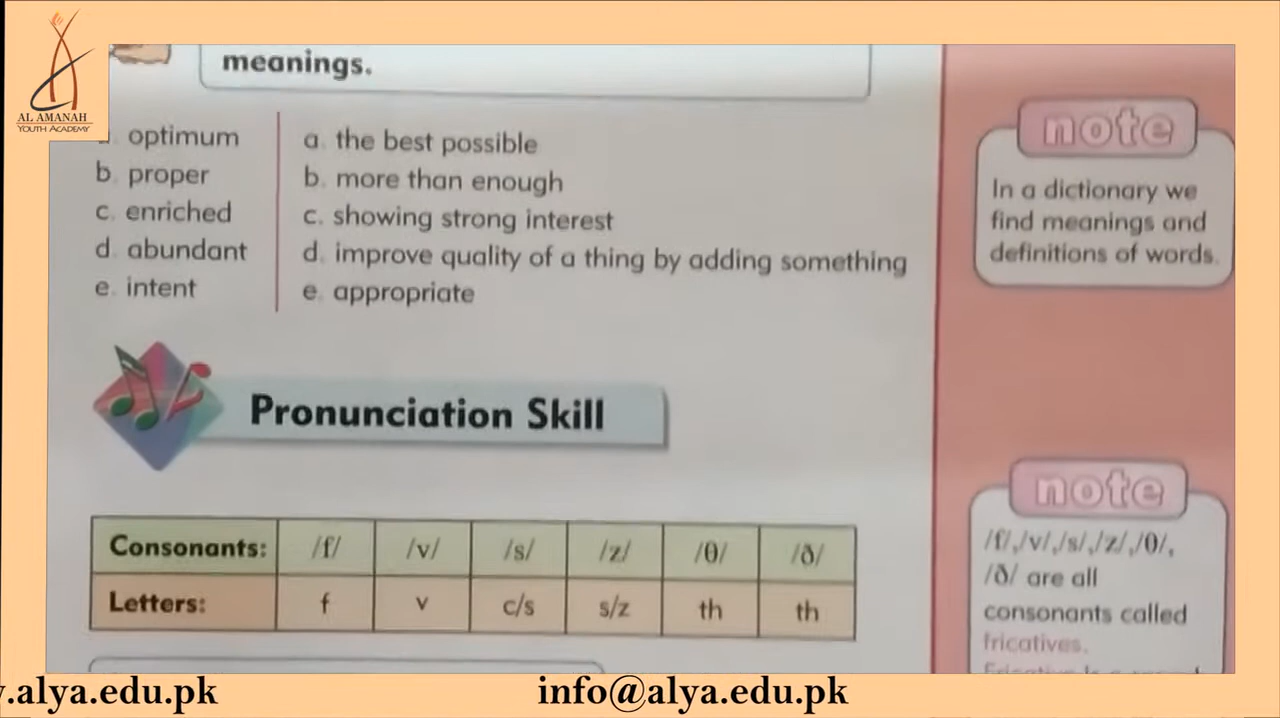 AL AMANAH
YOUTH ACADEMY
meanings.
optimum
b. proper
c. enriched
d. abundant
e. intent
a. the best possible
b. more than enough
c. showing strong interest
d. improve quality of a thing by adding something
e. appropriate
note
In a dictionary we
find meanings and
definitions of words.
Pronunciation Skill
Consonants: /f/ /v/ /s/ /z/ /θ/ /ð/
Letters: f v c/s s/z th th
note
/f/,/v/,/s/,/z/,/θ/,
/ð/ are all
consonants called
fricatives.
.alya.edu.pk
info@alya.edu.pk